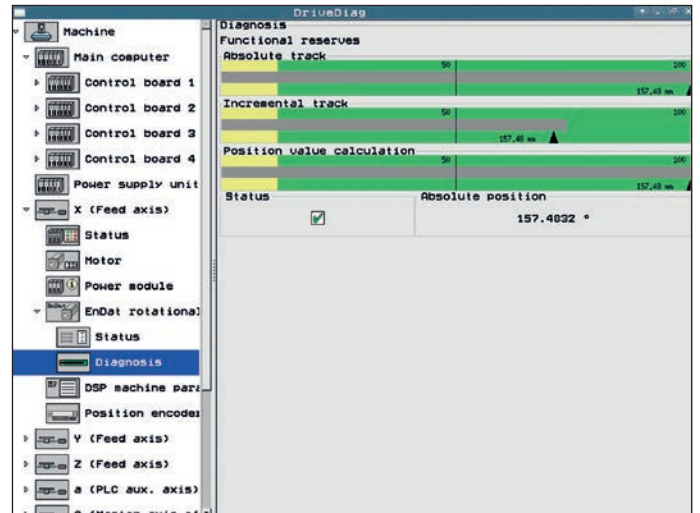 DriveDiag
Machine
Main computer
Control board 1
Control board 2
Control board 3
Control board 4
Power supply unit
X (Feed axis)
Status
Motor
Power module
EnDat rotational
Status
Diagnosis
DSP machine para
Position encoder
Y (Feed axis)
Z (Feed axis)
a (PLC aux. axis)
Diagnosis
Functional reserves
Absolute track
50
100
157,48 mm
Incremental track
50
100
157,48 mm
Position value calculation
50
100
157,48 mm
Status
Absolute position
157.4832 °